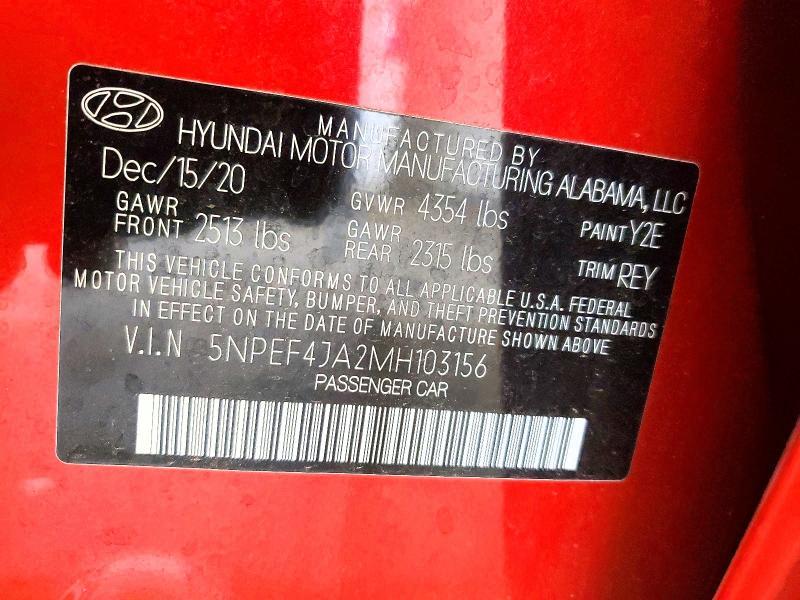 MANUFACTURED BY
HYUNDAI MOTOR MANUFACTURING ALABAMA, LLC
Dec/15/20
GVWR 4354 lbs
PAINT Y2E
GAWR FRONT 2513 lbs
GAWR REAR 2315 lbs
TRIM REY
THIS VEHICLE CONFORMS TO ALL APPLICABLE U.S.A. FEDERAL
MOTOR VEHICLE SAFETY, BUMPER, AND THEFT PREVENTION STANDARDS
IN EFFECT ON THE DATE OF MANUFACTURE SHOWN ABOVE
V.I.N 5NPEF4JA2MH103156
PASSENGER CAR